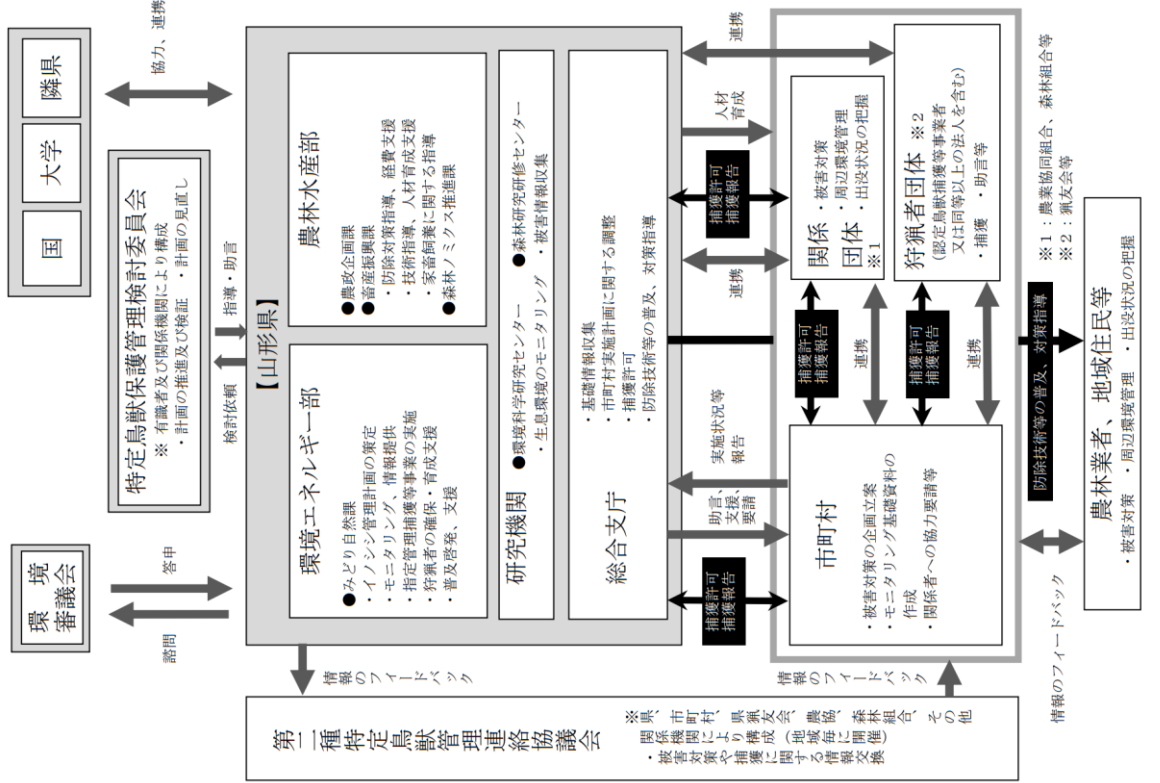 環　境
審議会
諮問
答申
特定鳥獣保護管理検討委員会
※ 有識者及び関係機関により構成
・計画の推進及び検証　・計画の見直し
検討依頼
指導・助言
国
大学
隣県
協力、連携
【山形県】
環境エネルギー部
●みどり自然課
・イノシシ管理計画の策定
・モニタリング、情報提供
・指定管理捕獲等事業の実施
・狩猟者の確保・育成支援
・普及啓発、支援
農林水産部
●農政企画課
●畜産振興課
・防除対策指導、経費支援
・技術指導、人材育成支援
・家畜飼養に関する指導
●森林ノミクス推進課
研究機関
●環境科学研究センター　●森林研究研修センター
・生息環境のモニタリング　・被害情報収集
総合支庁
・基礎情報収集
・市町村実施計画に関する調整
・捕獲許可
・防除技術等の普及、対策指導
第二種特定鳥獣管理連絡協議会
※県、市町村、県猟友会、農協、森林組合、その他
関係機関により構成（地域毎に開催）
・被害対策や捕獲に関する情報交換
情報のフィードバック
情報のフィードバック
捕獲許可
捕獲報告
助言、
支援、
要請
実施状況等
報告
連携
捕獲許可
捕獲報告
人材
育成
連携
市町村
・被害対策の企画立案
・モニタリング基礎資料の
作成
・関係者への協力要請等
捕獲許可
捕獲報告
連携
捕獲許可
捕獲報告
連携
関係
団体
※１
・被害対策
・周辺環境管理
・出没状況の把握
狩猟者団体 ※２
(認定鳥獣捕獲等事業者
又は同等以上の法人を含む)
・捕獲　・助言等
情報のフィードバック
防除技術等の普及、対策指導
※１：農業協同組合、森林組合等
※２：猟友会等
農林業者、地域住民等
・被害対策　・周辺環境管理　・出没状況の把握